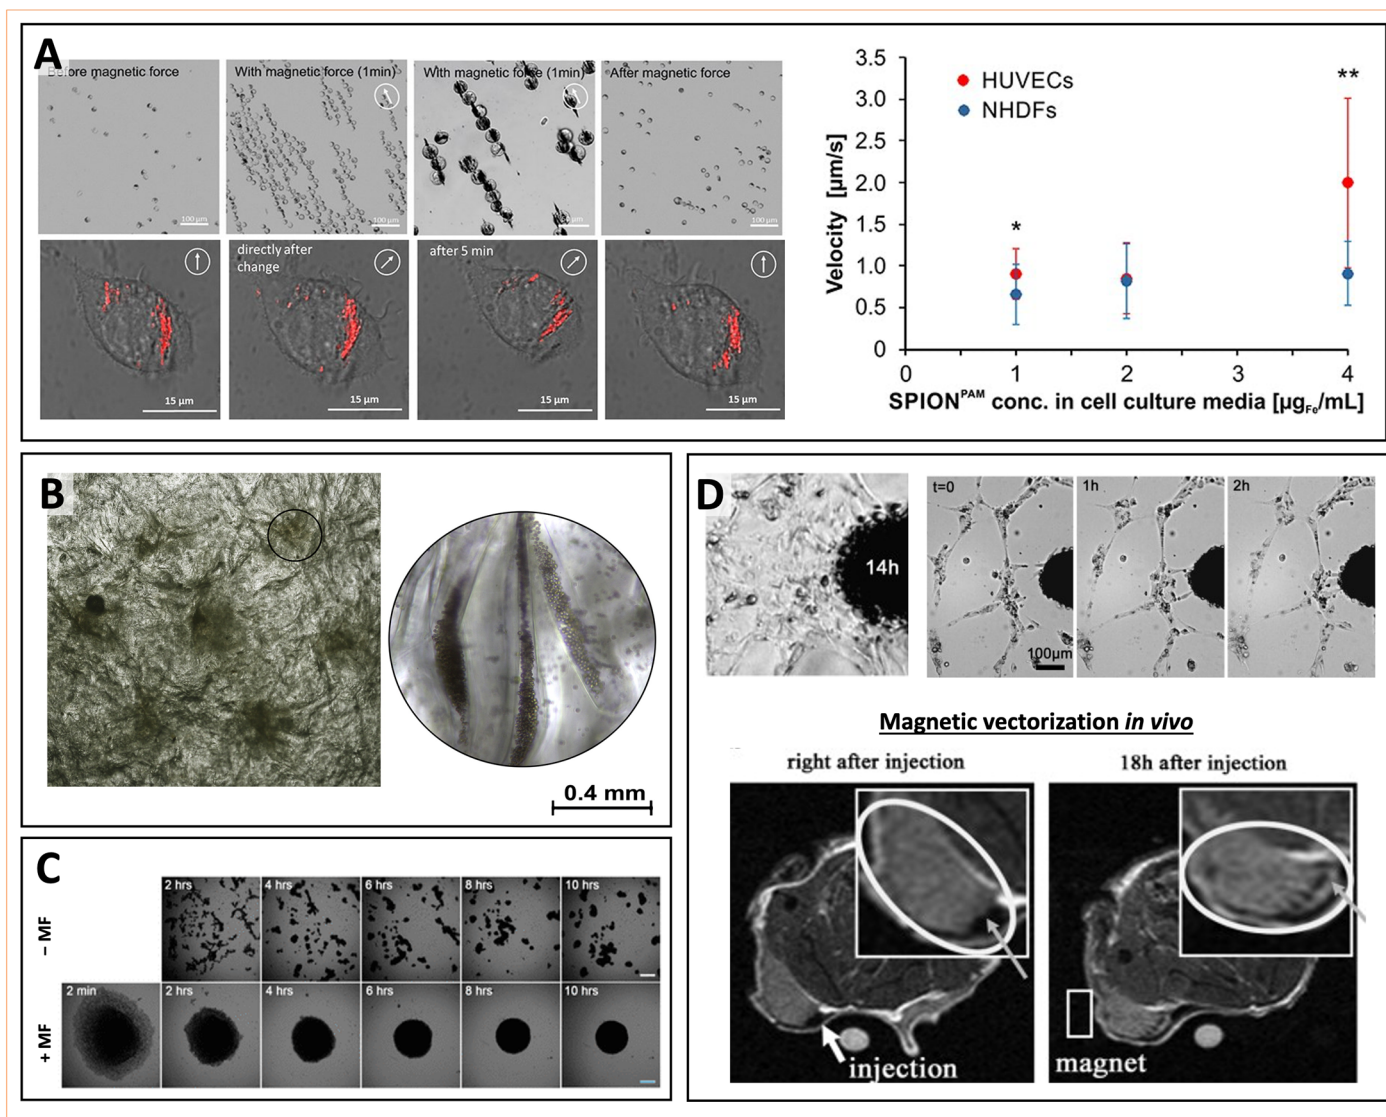 A
Before magnetic force
With magnetic force (1min)
With magnetic force (1min)
After magnetic force
100 µm
100 µm
100 µm
directly after
change
after 5 min
15 µm
15 µm
15 µm
15 µm
3.5
3.0
2.5
2.0
1.5
1.0
0.5
0
Velocity [µm/s]
HUVECs
NHDFs
*
**
0
1
2
3
4
SPION^PAM conc. in cell culture media [µg_Fe/mL]
B
0.4 mm
C
– MF
2 hrs
4 hrs
6 hrs
8 hrs
10 hrs
+ MF
2 min
2 hrs
4 hrs
6 hrs
8 hrs
10 hrs
D
14h
t=0
1h
2h
100µm
Magnetic vectorization in vivo
right after injection
18h after injection
injection
magnet